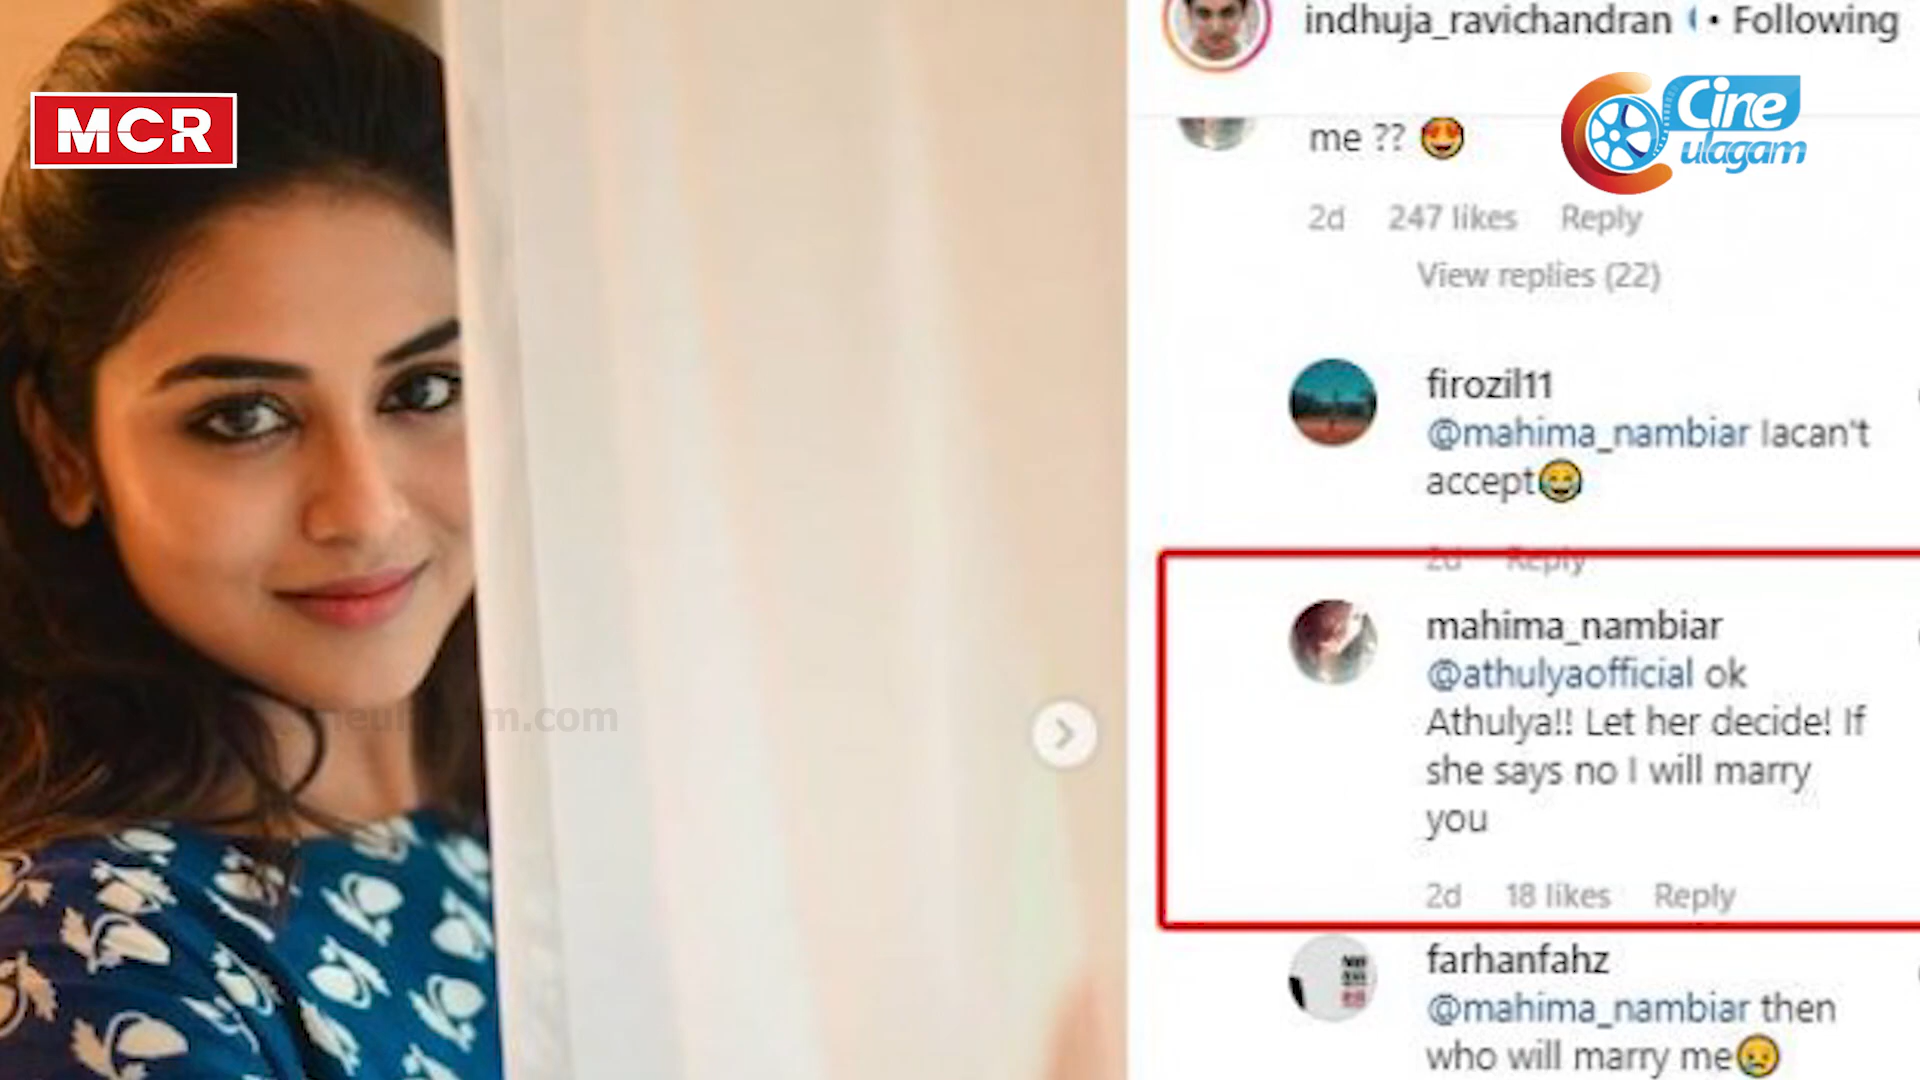 MCR
indhuja_ravichandran • Following
Cine
ulagam
me ?? 😍
2d 247 likes Reply
View replies (22)
firozil11
@mahima_nambiar Iacan't
accept😂
2d Reply
mahima_nambiar
@athulyaofficial ok
Athulya!! Let her decide! If
she says no I will marry
you
2d 18 likes Reply
farhanfahz
@mahima_nambiar then
who will marry me😢